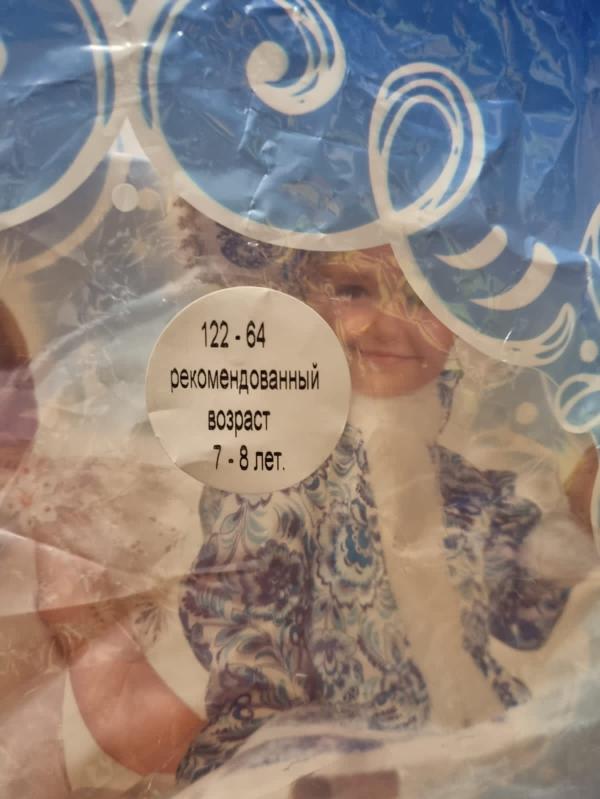 122 - 64
рекомендованный
возраст
7 - 8 лет.